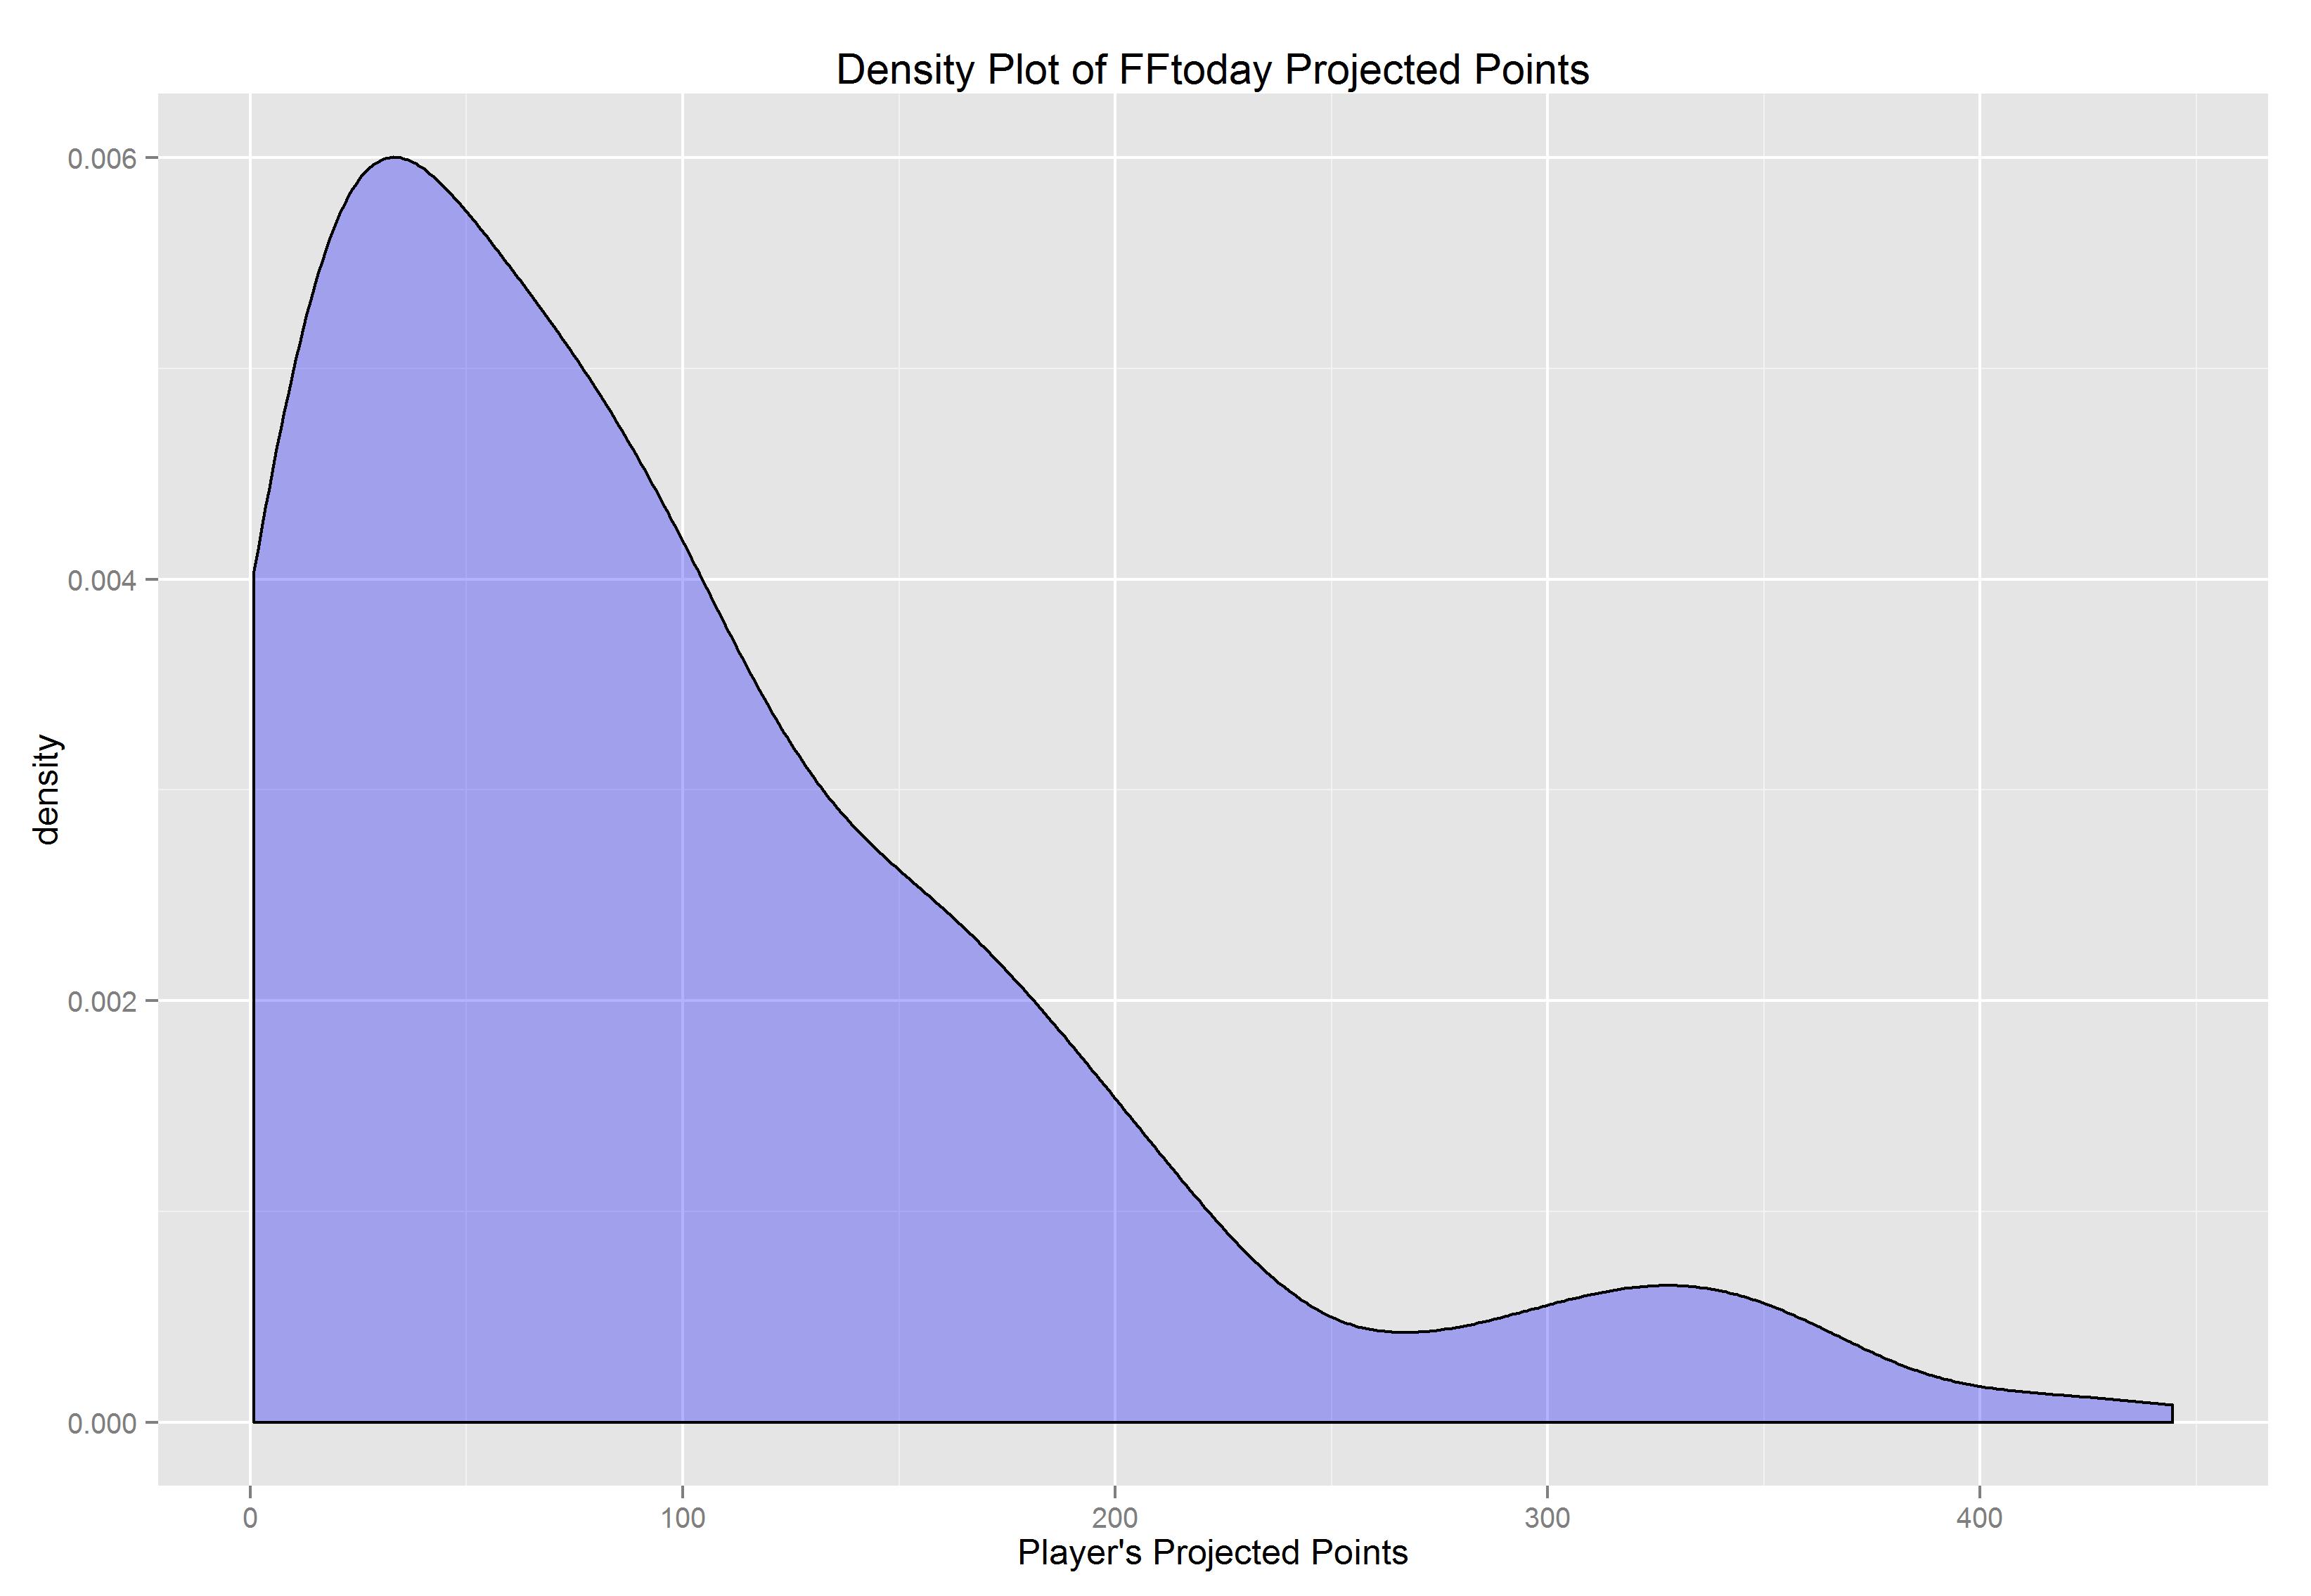 Density Plot of FFtoday Projected Points
0.006
0.004
0.002
0.000
density
0 100 200 300 400
Player's Projected Points